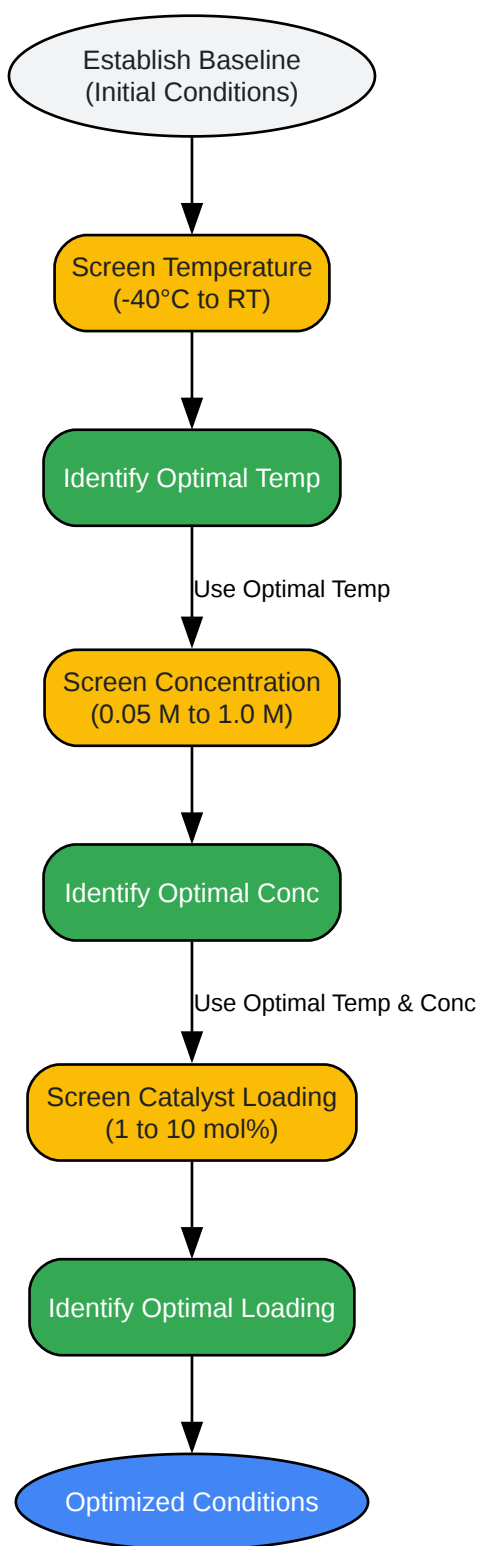 Establish Baseline
(Initial Conditions)
Screen Temperature
(-40°C to RT)
Identify Optimal Temp
Use Optimal Temp
Screen Concentration
(0.05 M to 1.0 M)
Identify Optimal Conc
Use Optimal Temp & Conc
Screen Catalyst Loading
(1 to 10 mol%)
Identify Optimal Loading
Optimized Conditions